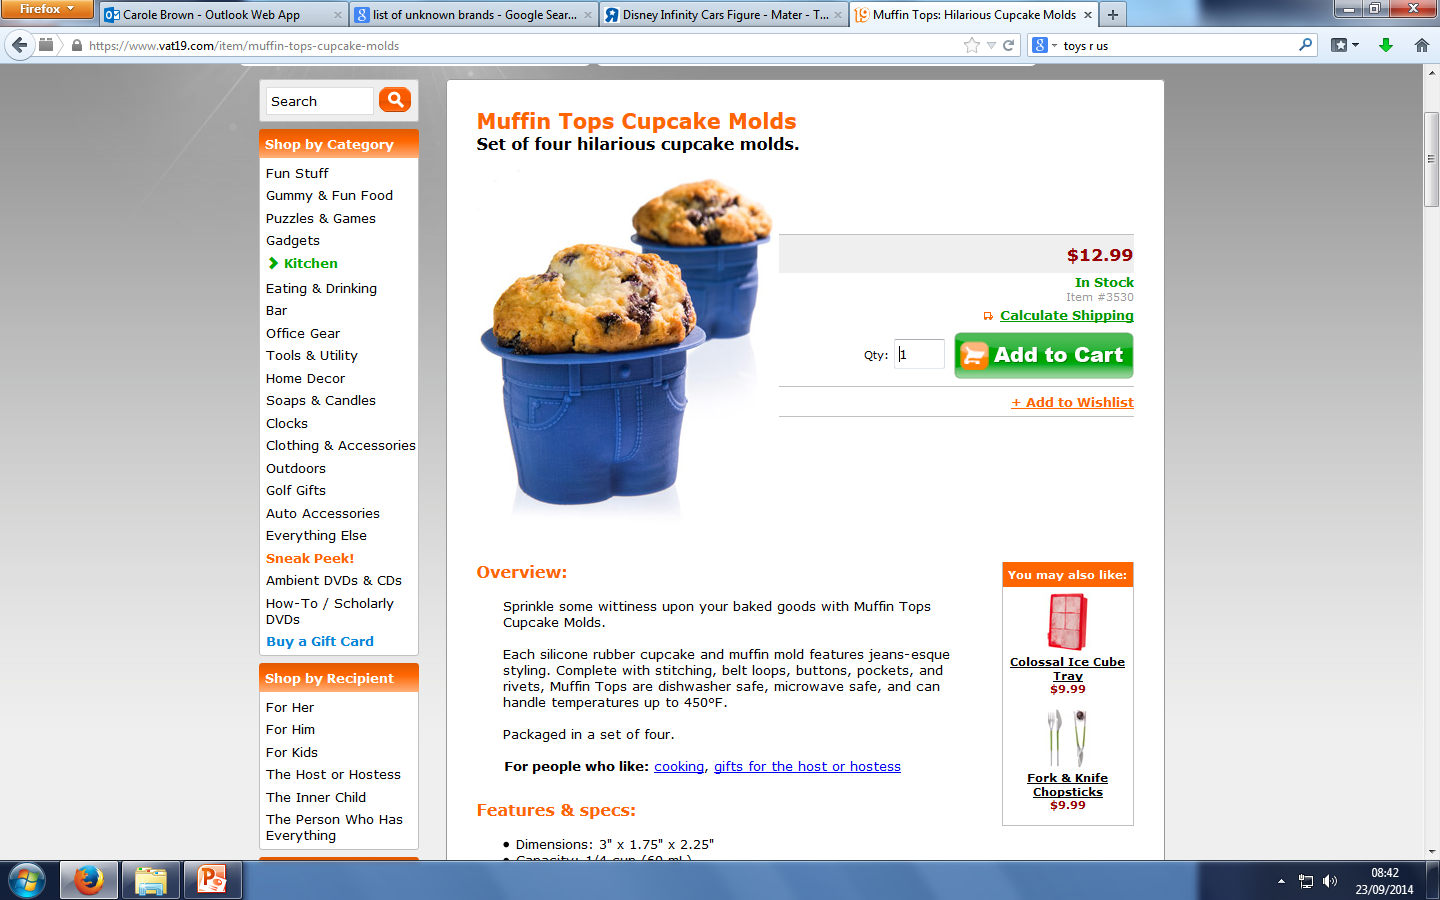 Firefox
Carole Brown - Outlook Web App
list of unknown brands - Google Sear...
Disney Infinity Cars Figure - Mater - T...
Muffin Tops: Hilarious Cupcake Molds
https://www.vat19.com/item/muffin-tops-cupcake-molds
toys r us
Search
Shop by Category
Fun Stuff
Gummy & Fun Food
Puzzles & Games
Gadgets
Kitchen
Eating & Drinking
Bar
Office Gear
Tools & Utility
Home Decor
Soaps & Candles
Clocks
Clothing & Accessories
Outdoors
Golf Gifts
Auto Accessories
Everything Else
Sneak Peek!
Ambient DVDs & CDs
How-To / Scholarly
DVDs
Buy a Gift Card
Shop by Recipient
For Her
For Him
For Kids
The Host or Hostess
The Inner Child
The Person Who Has
Everything
Muffin Tops Cupcake Molds
Set of four hilarious cupcake molds.
$12.99
In Stock
Item #3530
Calculate Shipping
Qty: 1
Add to Cart
+ Add to Wishlist
Overview:
Sprinkle some wittiness upon your baked goods with Muffin Tops
Cupcake Molds.
Each silicone rubber cupcake and muffin mold features jeans-esque
styling. Complete with stitching, belt loops, buttons, pockets, and
rivets, Muffin Tops are dishwasher safe, microwave safe, and can
handle temperatures up to 450°F.
Packaged in a set of four.
For people who like: cooking, gifts for the host or hostess
Features & specs:
• Dimensions: 3" x 1.75" x 2.25"
• Capacity: 1/4 cup (60 mL)
You may also like:
Colossal Ice Cube
Tray
$9.99
Fork & Knife
Chopsticks
$9.99
08:42
23/09/2014